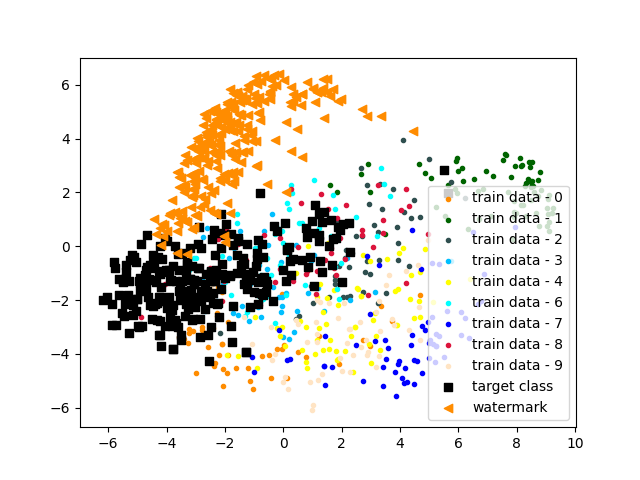 6
4
2
0
−2
−4
−6
−6
−4
−2
0
2
4
6
8
10
train data - 0
train data - 1
train data - 2
train data - 3
train data - 4
train data - 6
train data - 7
train data - 8
train data - 9
target class
watermark